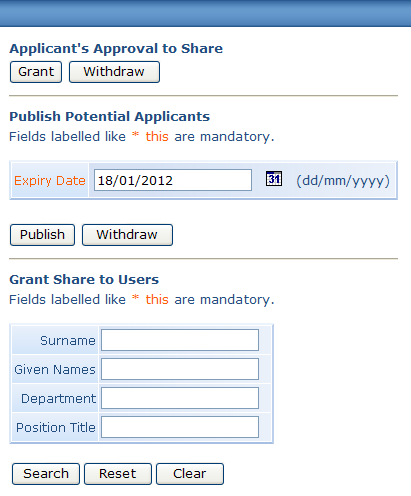 Applicant's Approval to Share
Grant Withdraw
Publish Potential Applicants
Fields labelled like * this are mandatory.
Expiry Date 18/01/2012 31 (dd/mm/yyyy)
Publish Withdraw
Grant Share to Users
Fields labelled like * this are mandatory.
Surname
Given Names
Department
Position Title
Search Reset Clear